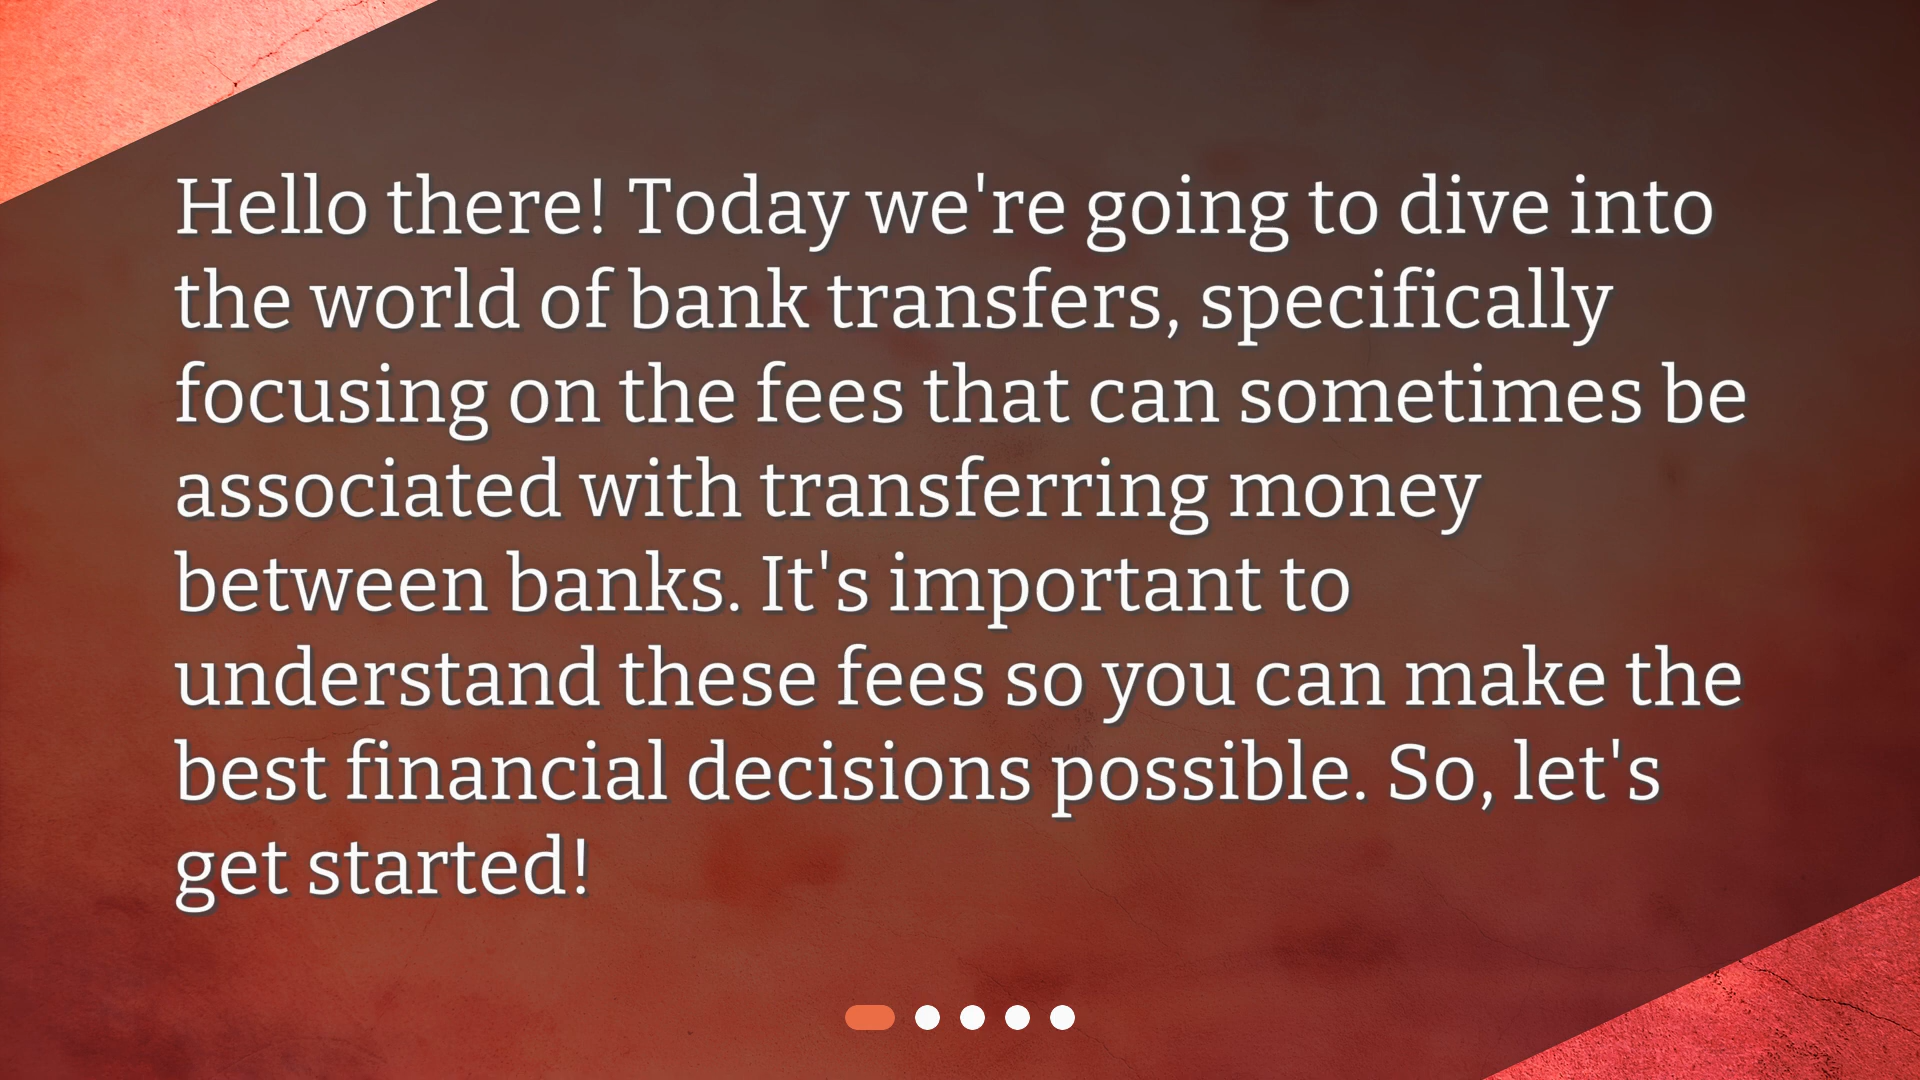 Hello there! Today we're going to dive into
the world of bank transfers, specifically
focusing on the fees that can sometimes be
associated with transferring money
between banks. It's important to
understand these fees so you can make the
best financial decisions possible. So, let's
get started!